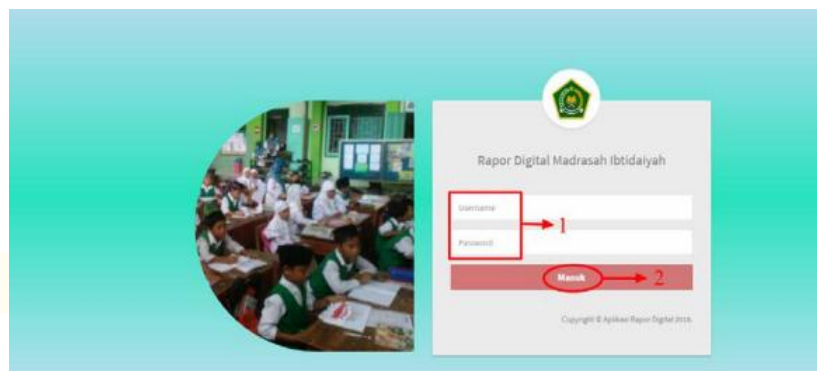 Rapor Digital Madrasah Ibtidaiyah
Username
1
Password
Masuk
2
Copyright © Aplikasi Rapor Digital 2018.